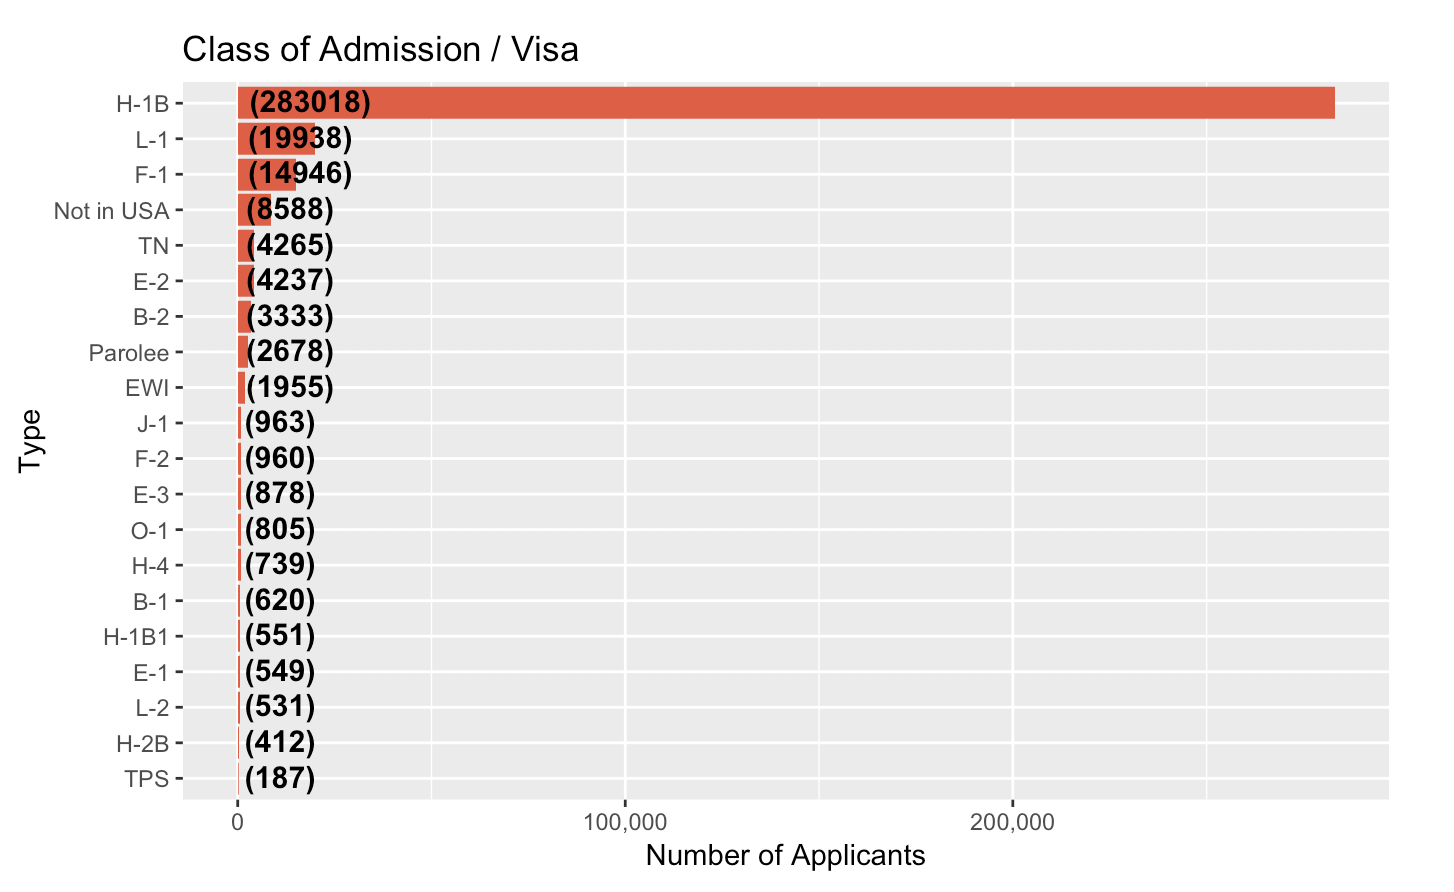 Class of Admission / Visa
H-1B (283018)
L-1 (19938)
F-1 (14946)
Not in USA (8588)
TN (4265)
E-2 (4237)
B-2 (3333)
Parolee (2678)
EWI (1955)
J-1 (963)
F-2 (960)
E-3 (878)
O-1 (805)
H-4 (739)
B-1 (620)
H-1B1 (551)
E-1 (549)
L-2 (531)
H-2B (412)
TPS (187)
Type
0 100,000 200,000
Number of Applicants